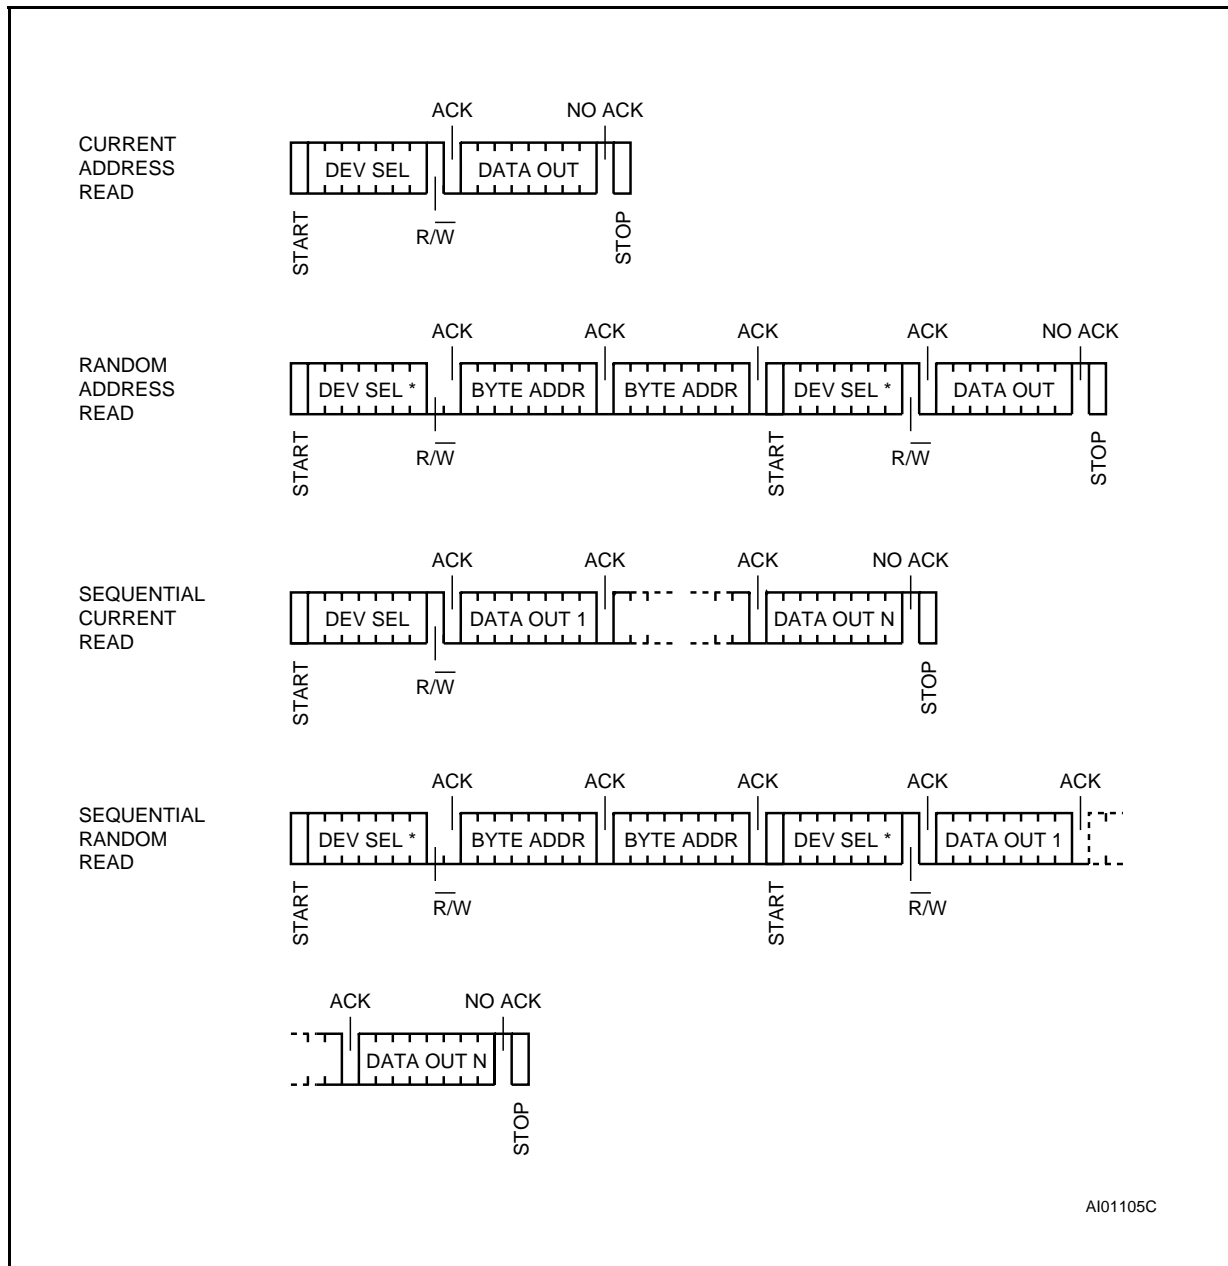 ACK NO ACK
CURRENT
ADDRESS
READ
DEV SEL DATA OUT
START R/W̅ STOP
ACK ACK ACK ACK NO ACK
RANDOM
ADDRESS
READ
DEV SEL * BYTE ADDR BYTE ADDR DEV SEL * DATA OUT
START R/W̅ START R/W̅ STOP
ACK ACK ACK NO ACK
SEQUENTIAL
CURRENT
READ
DEV SEL DATA OUT 1 DATA OUT N
START R/W̅ STOP
ACK ACK ACK ACK ACK
SEQUENTIAL
RANDOM
READ
DEV SEL * BYTE ADDR BYTE ADDR DEV SEL * DATA OUT 1
START R̅/W START R̅/W
ACK NO ACK
DATA OUT N
STOP
AI01105C